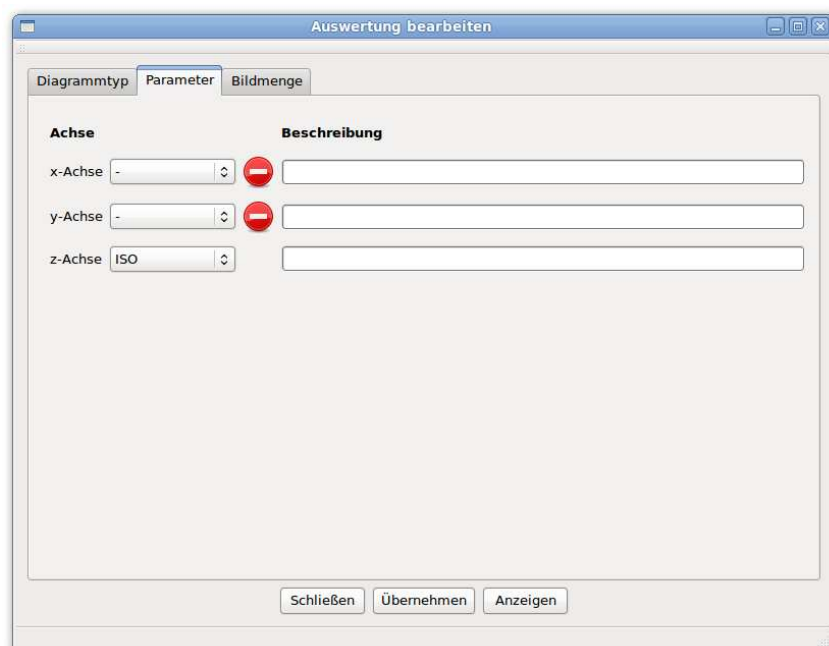 Auswertung bearbeiten
Diagrammtyp Parameter Bildmenge
Achse Beschreibung
x-Achse -
y-Achse -
z-Achse ISO
Schließen Übernehmen Anzeigen